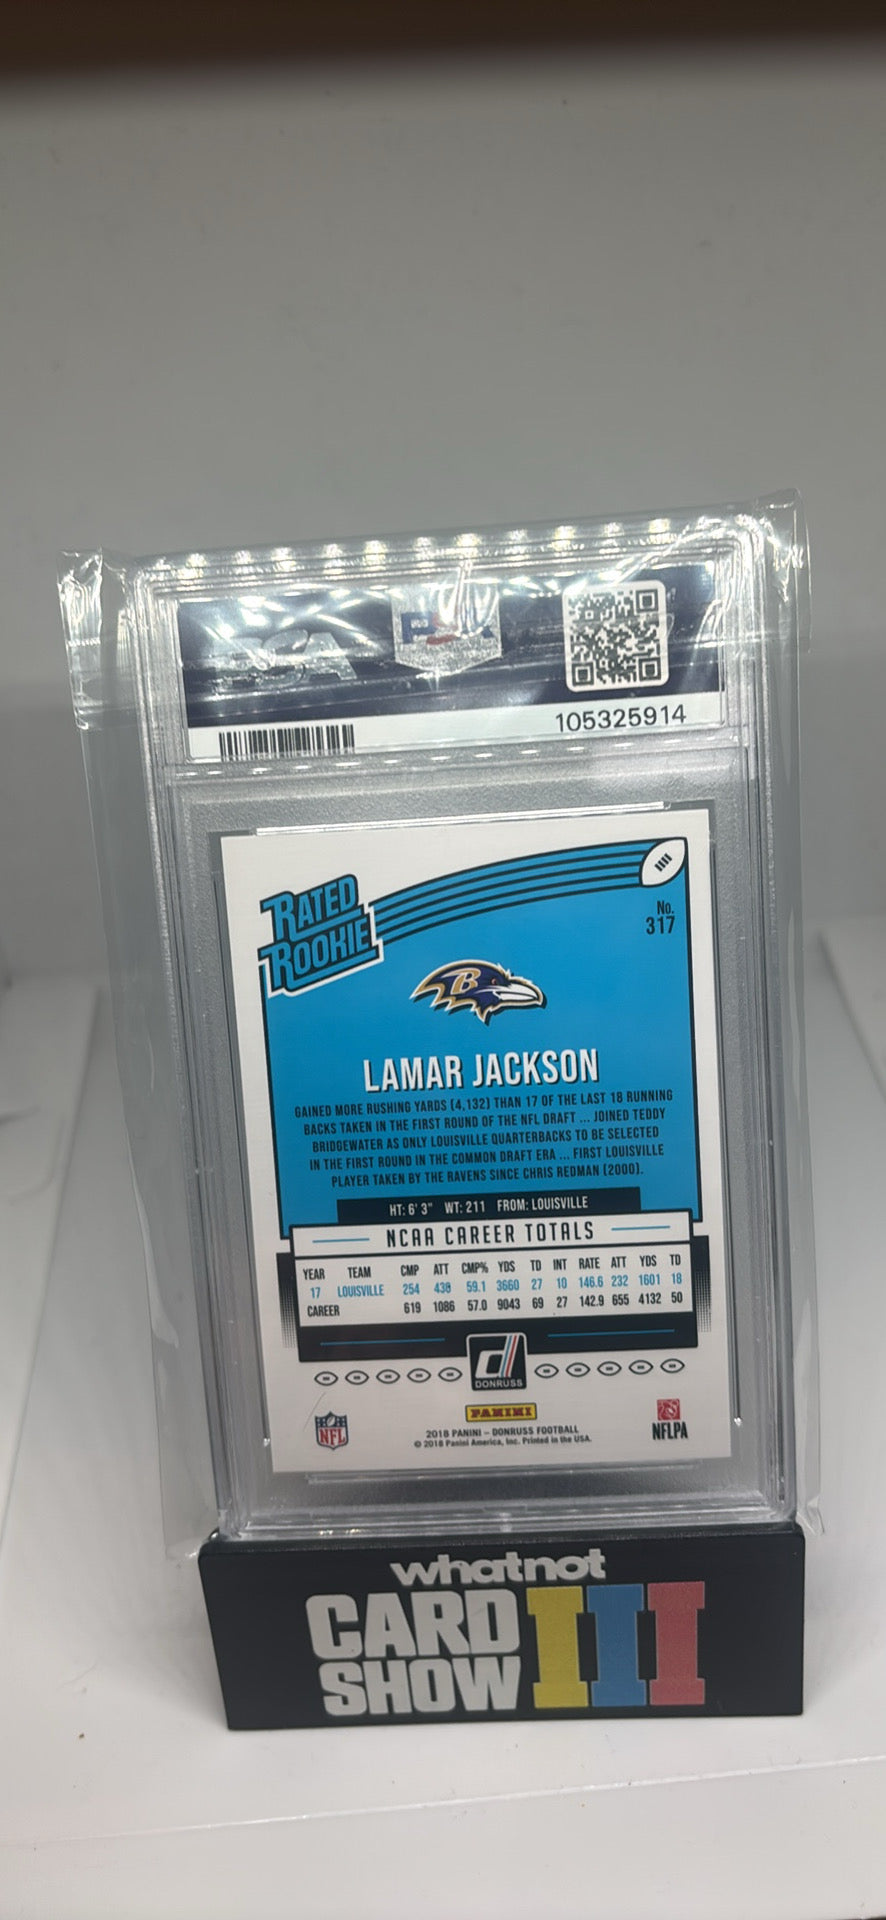 PSA
PSA
105325914
RATED
ROOKIE
No.
317
B
LAMAR JACKSON
GAINED MORE RUSHING YARDS (4,132) THAN 17 OF THE LAST 18 RUNNING
BACKS TAKEN IN THE FIRST ROUND OF THE NFL DRAFT ... JOINED TEDDY
BRIDGEWATER AS ONLY LOUISVILLE QUARTERBACKS TO BE SELECTED
IN THE FIRST ROUND IN THE COMMON DRAFT ERA ... FIRST LOUISVILLE
PLAYER TAKEN BY THE RAVENS SINCE CHRIS REDMAN (2000).
HT: 6' 3" WT: 211 FROM: LOUISVILLE
NCAA CAREER TOTALS
YEAR TEAM CMP ATT CMP% YDS TD INT RATE ATT YDS TD
17 LOUISVILLE 254 430 59.1 3660 27 10 146.6 232 1601 18
CAREER 619 1086 57.0 9043 69 27 142.9 655 4132 50
d
DONRUSS
PANINI
NFL
NFLPA
2018 PANINI – DONRUSS FOOTBALL
© 2018 Panini America, Inc. Printed in the USA.
whatnot
CARD
SHOW
III